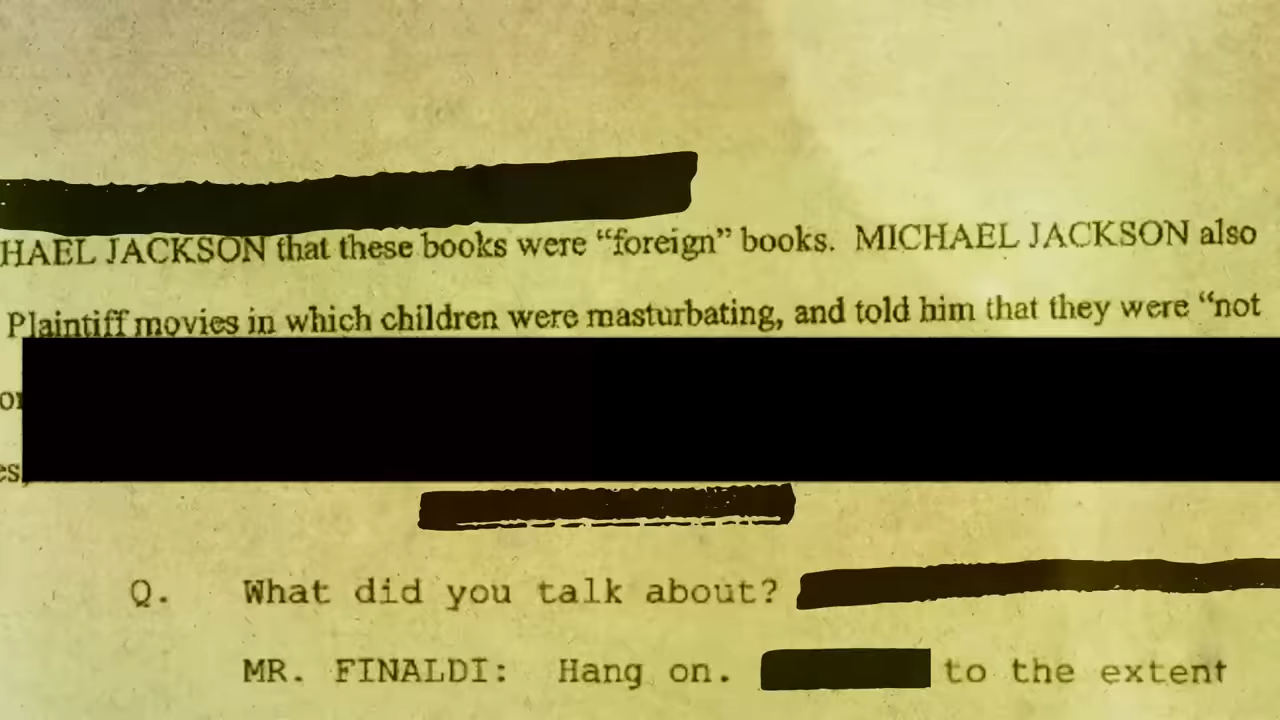 HAEL JACKSON that these books were “foreign” books. MICHAEL JACKSON also
Plaintiff movies in which children were masturbating, and told him that they were “not
Q. What did you talk about?
MR. FINALDI: Hang on. to the extent